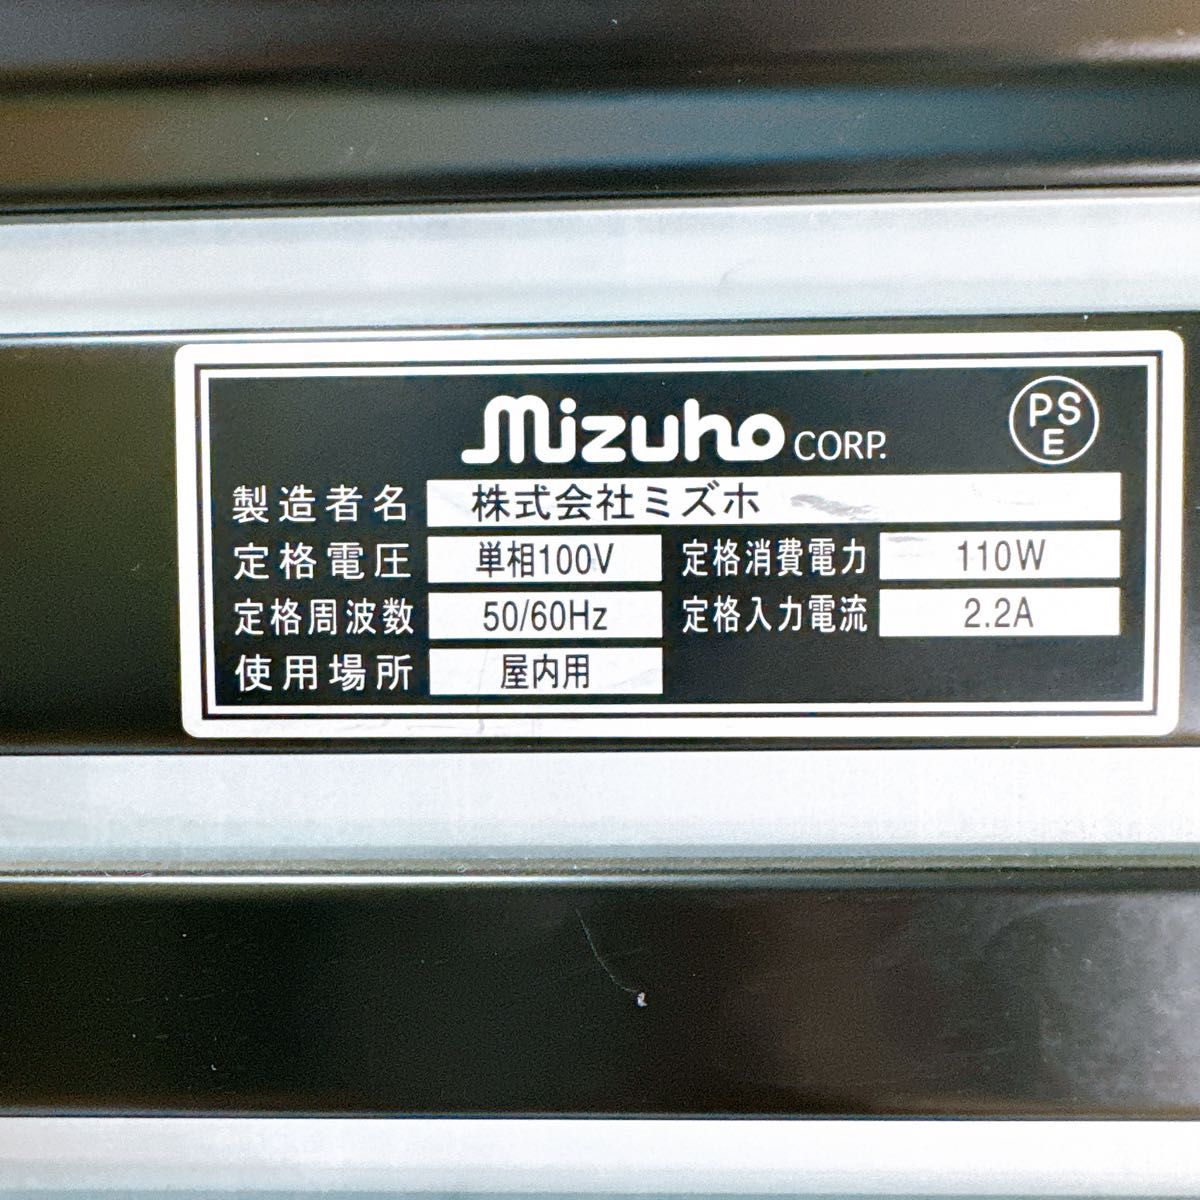 mizuho CORP.
PS
E
製造者名 株式会社ミズホ
定格電圧 単相100V 定格消費電力 110W
定格周波数 50/60Hz 定格入力電流 2.2A
使用場所 屋内用